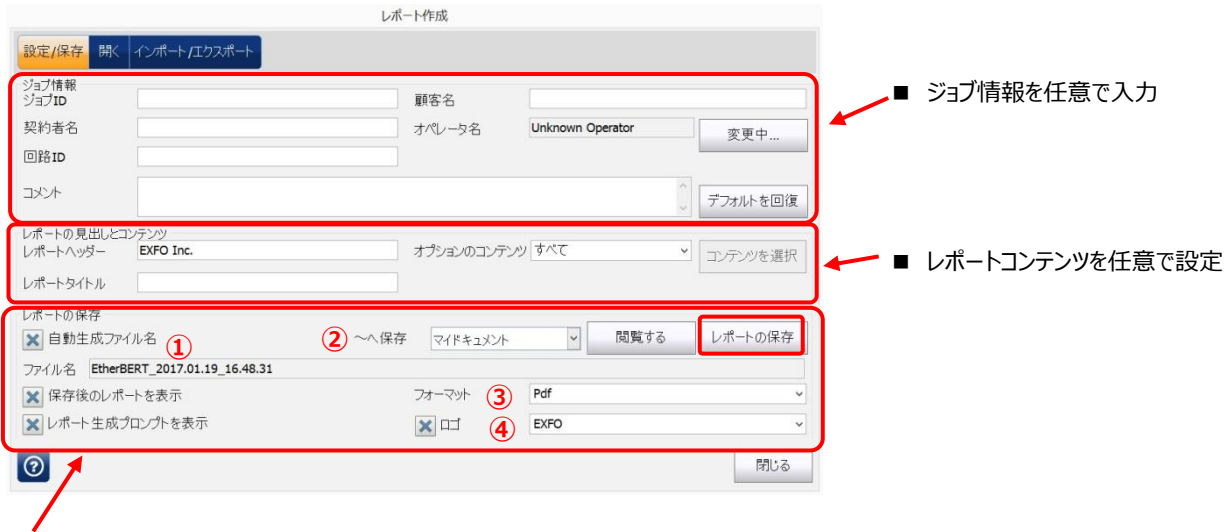 レポート作成
設定/保存 開く インポート/エクスポート
ジョブ情報
ジョブID 顧客名
■ ジョブ情報を任意で入力
契約者名 オペレータ名 Unknown Operator 変更中...
回路ID
コメント デフォルトを回復
レポートの見出しとコンテンツ
レポートヘッダー EXFO Inc. オプションのコンテンツ すべて コンテンツを選択
■ レポートコンテンツを任意で設定
レポートタイトル
レポートの保存
自動生成ファイル名 ① ② ～へ保存 マイドキュメント 閲覧する レポートの保存
ファイル名 EtherBERT_2017.01.19_16.48.31
保存後のレポートを表示 フォーマット ③ Pdf
レポート生成プロンプトを表示 ロゴ ④ EXFO
? 閉じる